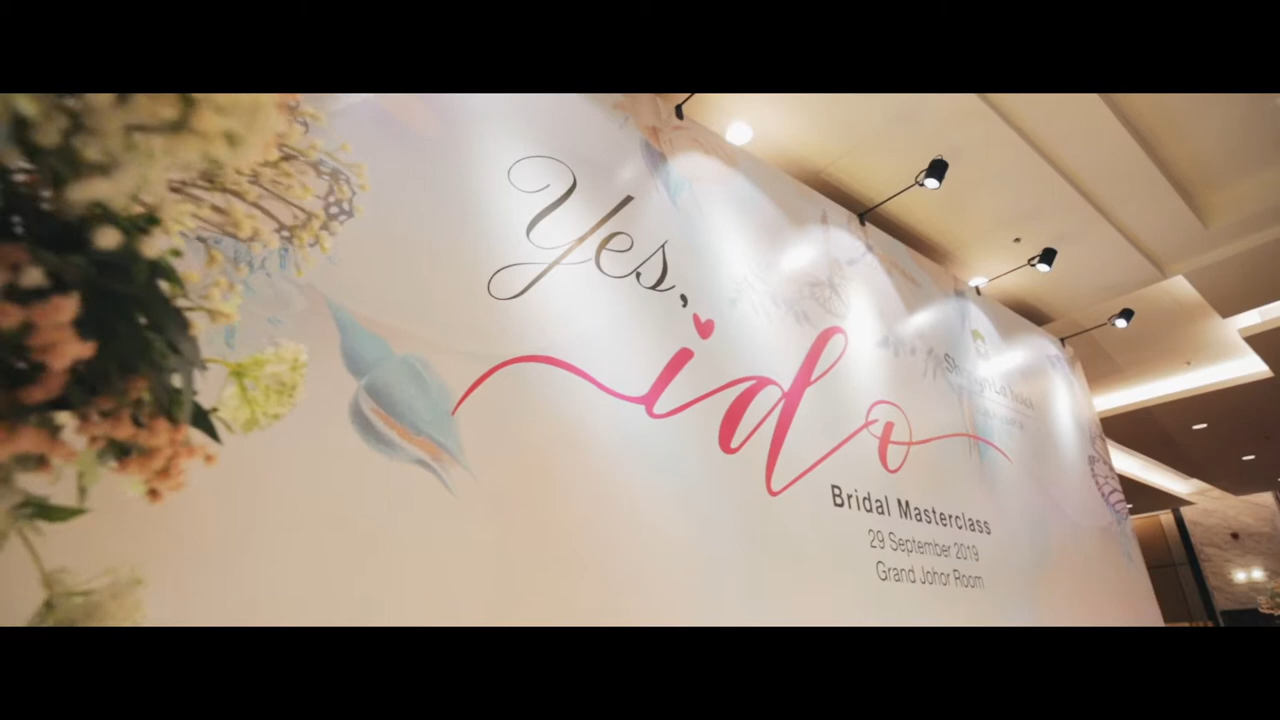 Yes,
i do
Bridal Masterclass
29 September 2019
Grand Johor Room